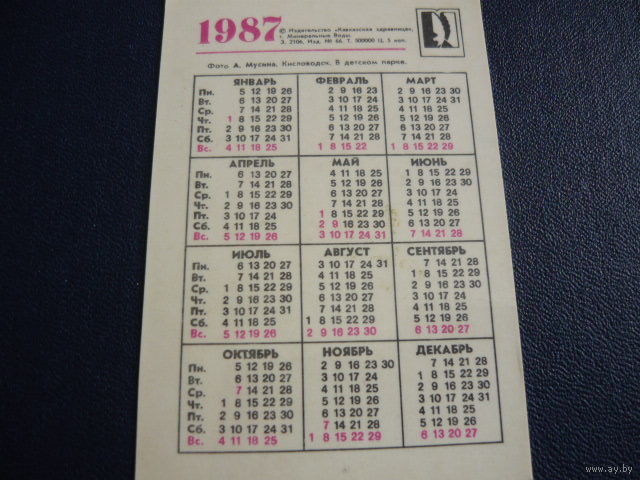 1987
© Издательство «Кавказская здравница»,
г. Минеральные Воды.
З. 2106. Изд. № 66. Т. 500000 Ц. 5 коп.
Фото А. Мусина. Кисловодск. В детском парке.
ЯНВАРЬ ФЕВРАЛЬ МАРТ
Пн. 5 12 19 26 2 9 16 23 2 9 16 23 30
Вт. 6 13 20 27 3 10 17 24 3 10 17 24 31
Ср. 7 14 21 28 4 11 18 25 4 11 18 25
Чт. 1 8 15 22 29 5 12 19 26 5 12 19 26
Пт. 2 9 16 23 30 6 13 20 27 6 13 20 27
Сб. 3 10 17 24 31 7 14 21 28 7 14 21 28
Вс. 4 11 18 25 1 8 15 22 1 8 15 22 29
АПРЕЛЬ МАЙ ИЮНЬ
Пн. 6 13 20 27 4 11 18 25 1 8 15 22 29
Вт. 7 14 21 28 5 12 19 26 2 9 16 23 30
Ср. 1 8 15 22 29 6 13 20 27 3 10 17 24
Чт. 2 9 16 23 30 7 14 21 28 4 11 18 25
Пт. 3 10 17 24 1 8 15 22 29 5 12 19 26
Сб. 4 11 18 25 2 9 16 23 30 6 13 20 27
Вс. 5 12 19 26 3 10 17 24 31 7 14 21 28
ИЮЛЬ АВГУСТ СЕНТЯБРЬ
Пн. 6 13 20 27 3 10 17 24 31 7 14 21 28
Вт. 7 14 21 28 4 11 18 25 1 8 15 22 29
Ср. 1 8 15 22 29 5 12 19 26 2 9 16 23 30
Чт. 2 9 16 23 30 6 13 20 27 3 10 17 24
Пт. 3 10 17 24 31 7 14 21 28 4 11 18 25
Сб. 4 11 18 25 1 8 15 22 29 5 12 19 26
Вс. 5 12 19 26 2 9 16 23 30 6 13 20 27
ОКТЯБРЬ НОЯБРЬ ДЕКАБРЬ
Пн. 5 12 19 26 2 9 16 23 30 7 14 21 28
Вт. 6 13 20 27 3 10 17 24 1 8 15 22 29
Ср. 7 14 21 28 4 11 18 25 2 9 16 23 30
Чт. 1 8 15 22 29 5 12 19 26 3 10 17 24 31
Пт. 2 9 16 23 30 6 13 20 27 4 11 18 25
Сб. 3 10 17 24 31 7 14 21 28 5 12 19 26
Вс. 4 11 18 25 1 8 15 22 29 6 13 20 27
www.ay.by